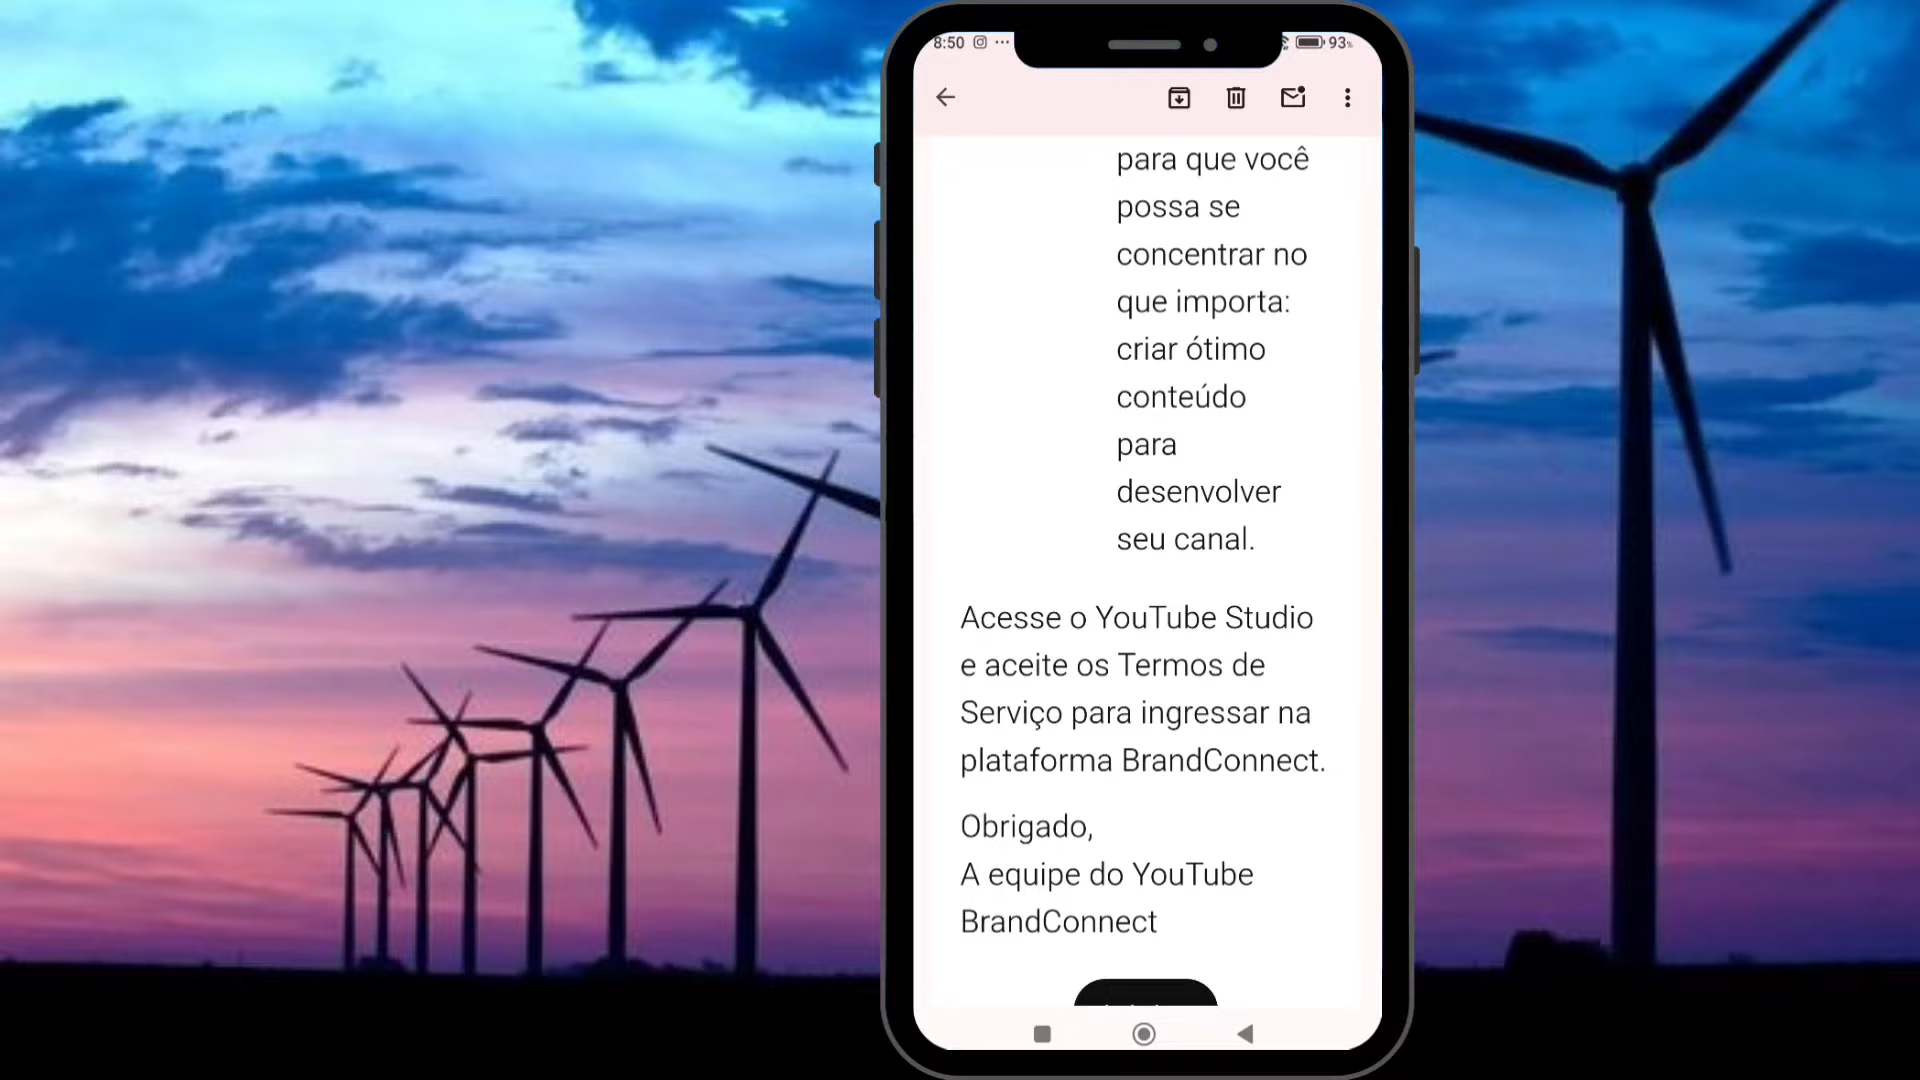 8:50
93%
para que você
possa se
concentrar no
que importa:
criar ótimo
conteúdo
para
desenvolver
seu canal.
Acesse o YouTube Studio
e aceite os Termos de
Serviço para ingressar na
plataforma BrandConnect.
Obrigado,
A equipe do YouTube
BrandConnect